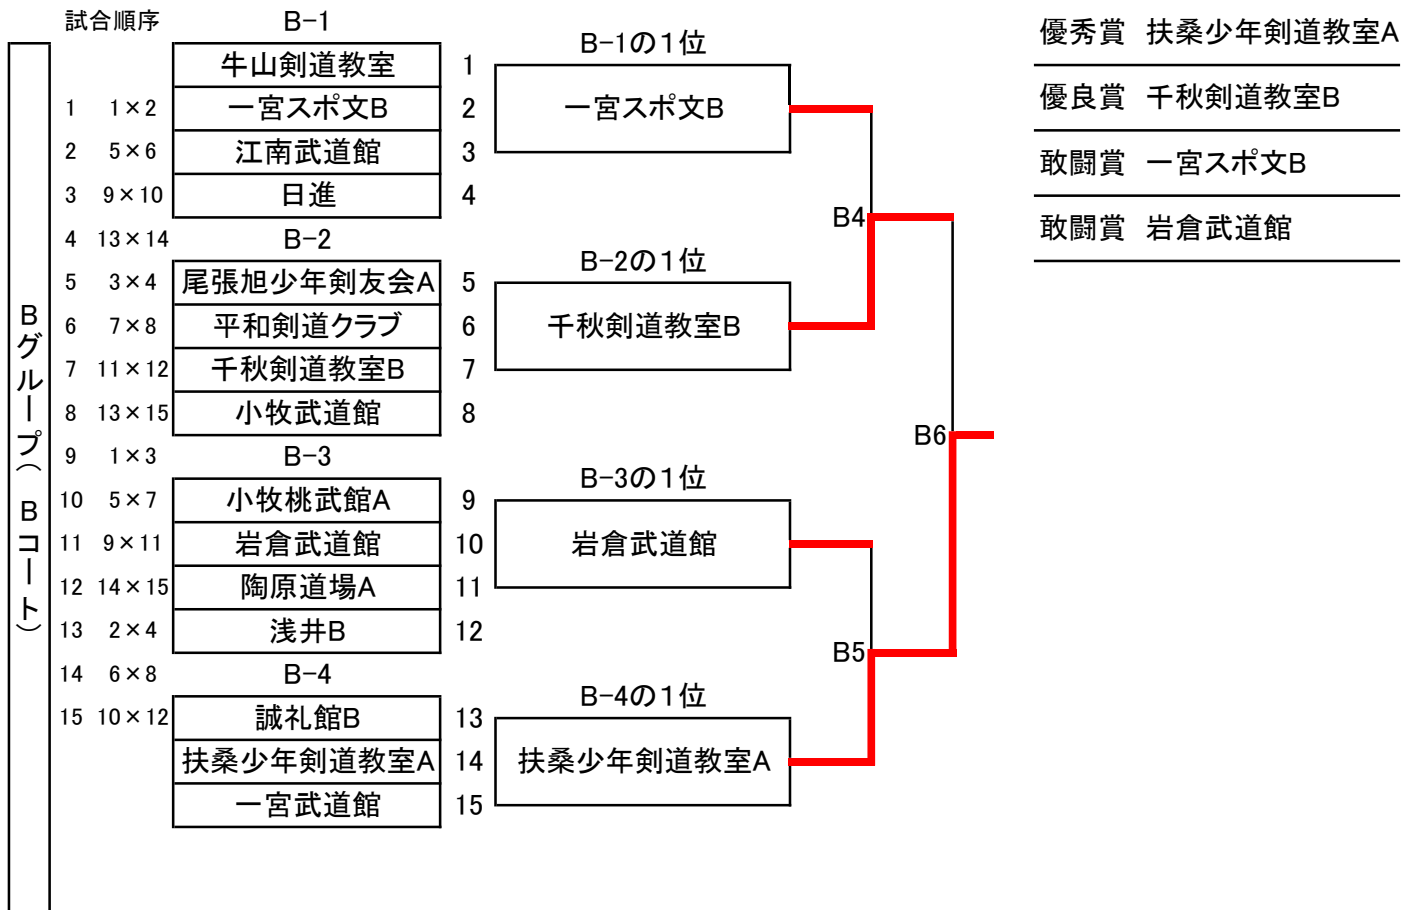 試合順序 B-1
牛山剣道教室 1
1 1×2 一宮スポ文B 2
2 5×6 江南武道館 3
3 9×10 日進 4
4 13×14 B-2
5 3×4 尾張旭少年剣友会A 5
6 7×8 平和剣道クラブ 6
7 11×12 千秋剣道教室B 7
8 13×15 小牧武道館 8
9 1×3 B-3
10 5×7 小牧桃武館A 9
11 9×11 岩倉武道館 10
12 14×15 陶原道場A 11
13 2×4 浅井B 12
14 6×8 B-4
15 10×12 誠礼館B 13
扶桑少年剣道教室A 14
一宮武道館 15
Bグループ(Bコート)
B-1の1位
一宮スポ文B
B-2の1位
千秋剣道教室B
B-3の1位
岩倉武道館
B-4の1位
扶桑少年剣道教室A
B4
B5
B6
優秀賞 扶桑少年剣道教室A
優良賞 千秋剣道教室B
敢闘賞 一宮スポ文B
敢闘賞 岩倉武道館